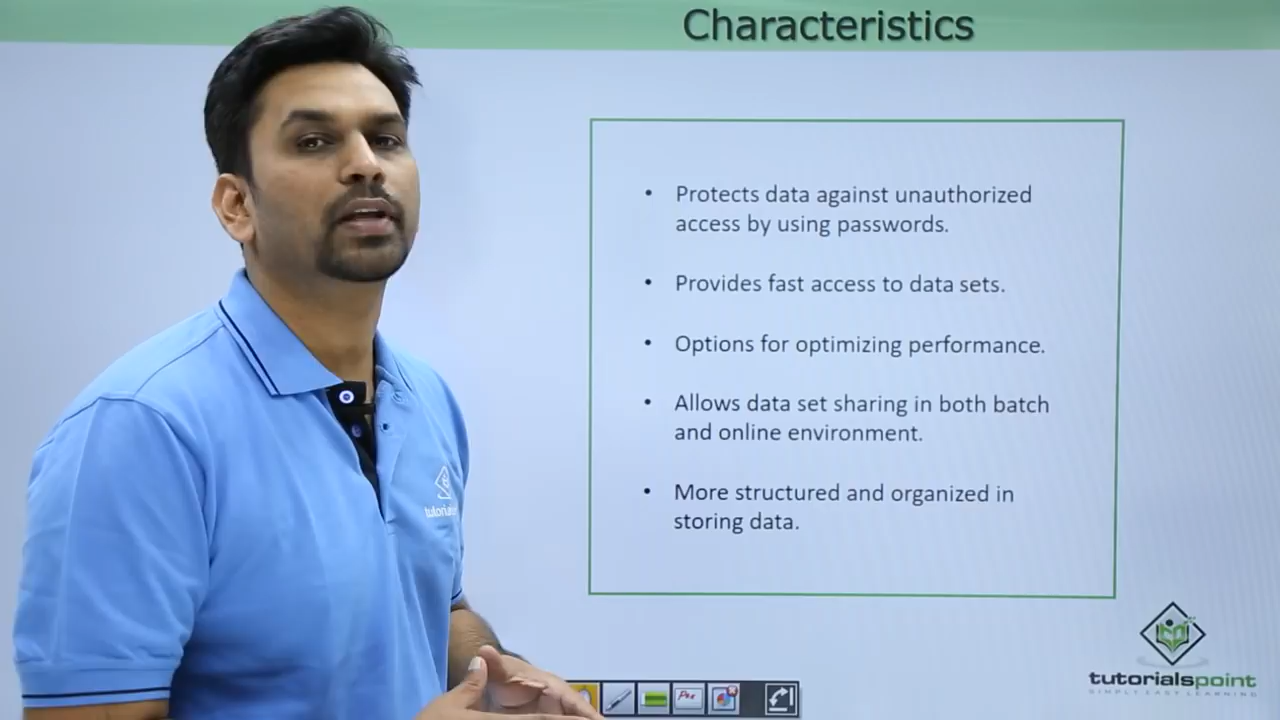 Characteristics
• Protects data against unauthorized
access by using passwords.
• Provides fast access to data sets.
• Options for optimizing performance.
• Allows data set sharing in both batch
and online environment.
• More structured and organized in
storing data.
tutorialspoint
SIMPLY EASY LEARNING